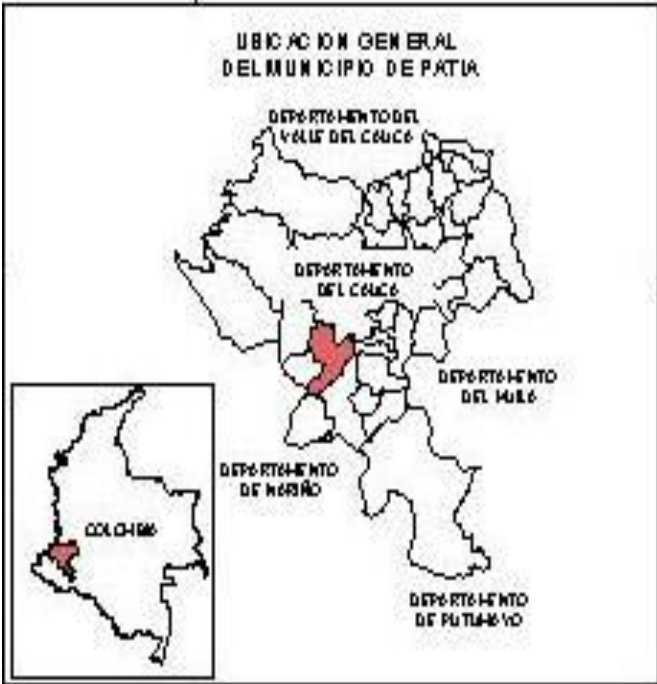 UBICACION GENERAL
DEL MUNICIPIO DE PATIA
DEPARTAMENTO DEL
VALLE DEL CAUCA
DEPARTAMENTO
DEL CAUCA
DEPARTAMENTO
DEL HUILA
DEPARTAMENTO
DE NARIÑO
COLOMBIA
DEPARTAMENTO
DE PUTUMAYO